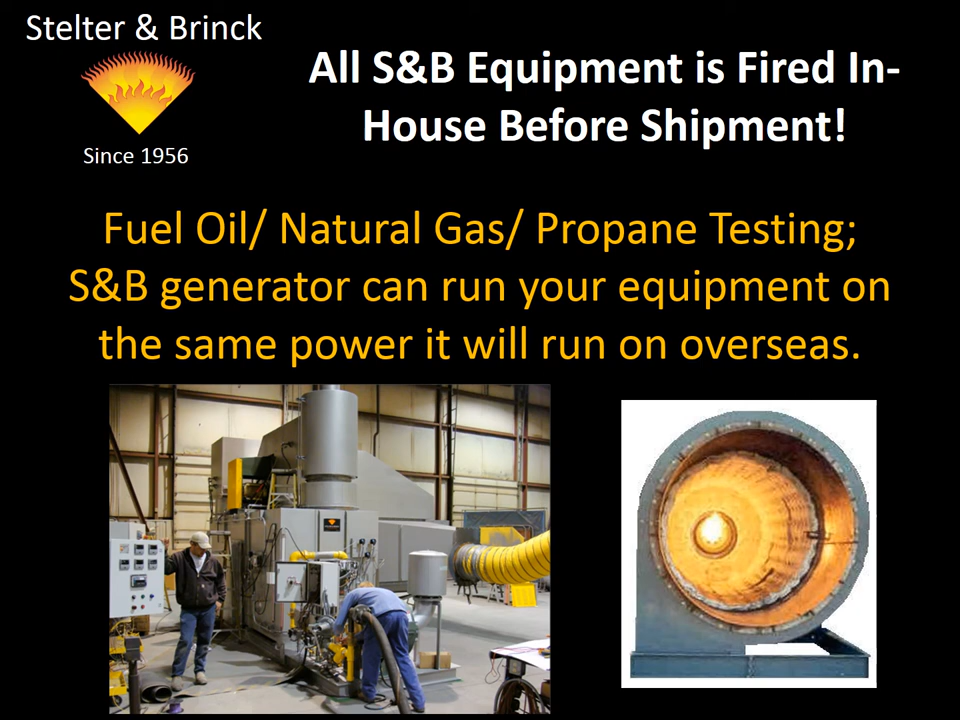 Stelter & Brinck
Since 1956
All S&B Equipment is Fired In-
House Before Shipment!
Fuel Oil/ Natural Gas/ Propane Testing;
S&B generator can run your equipment on
the same power it will run on overseas.